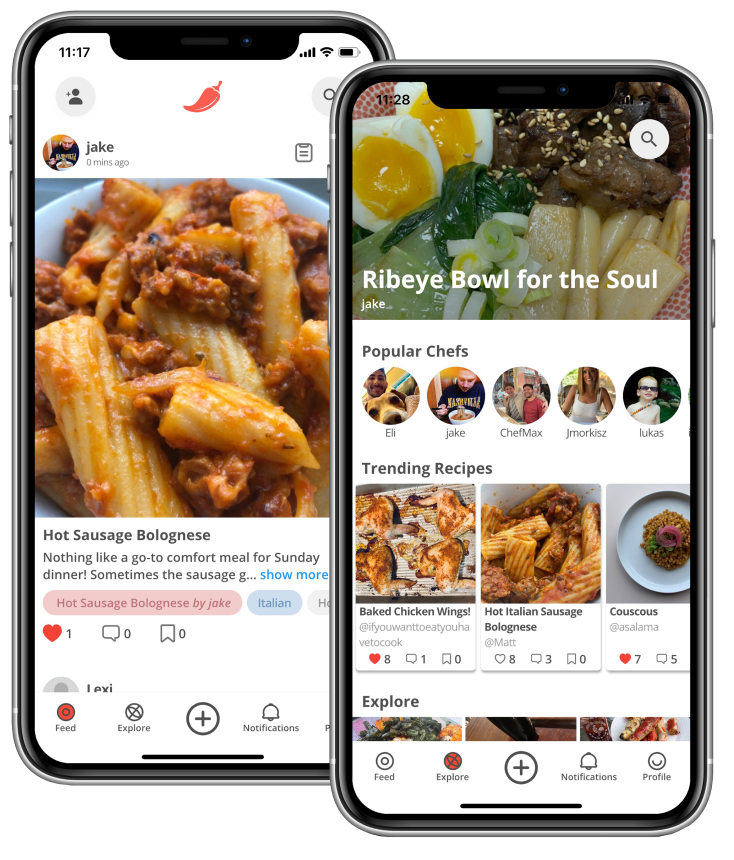 11:17
jake
0 mins ago
Hot Sausage Bolognese
Nothing like a go-to comfort meal for Sunday
dinner! Sometimes the sausage g... show more
Hot Sausage Bolognese by jake
Italian
Ho
1
0
0
Lexi
Feed
Explore
Notifications
P
11:28
Ribeye Bowl for the Soul
jake
Popular Chefs
NASHVILLE
Eli
jake
ChefMax
Jmorkisz
lukas
Trending Recipes
Baked Chicken Wings!
@ifyouwanttoeatyouha
vetocook
8
1
0
Hot Italian Sausage
Bolognese
@Matt
8
3
0
Couscous
@asalama
7
5
Explore
Feed
Explore
Notifications
Profile